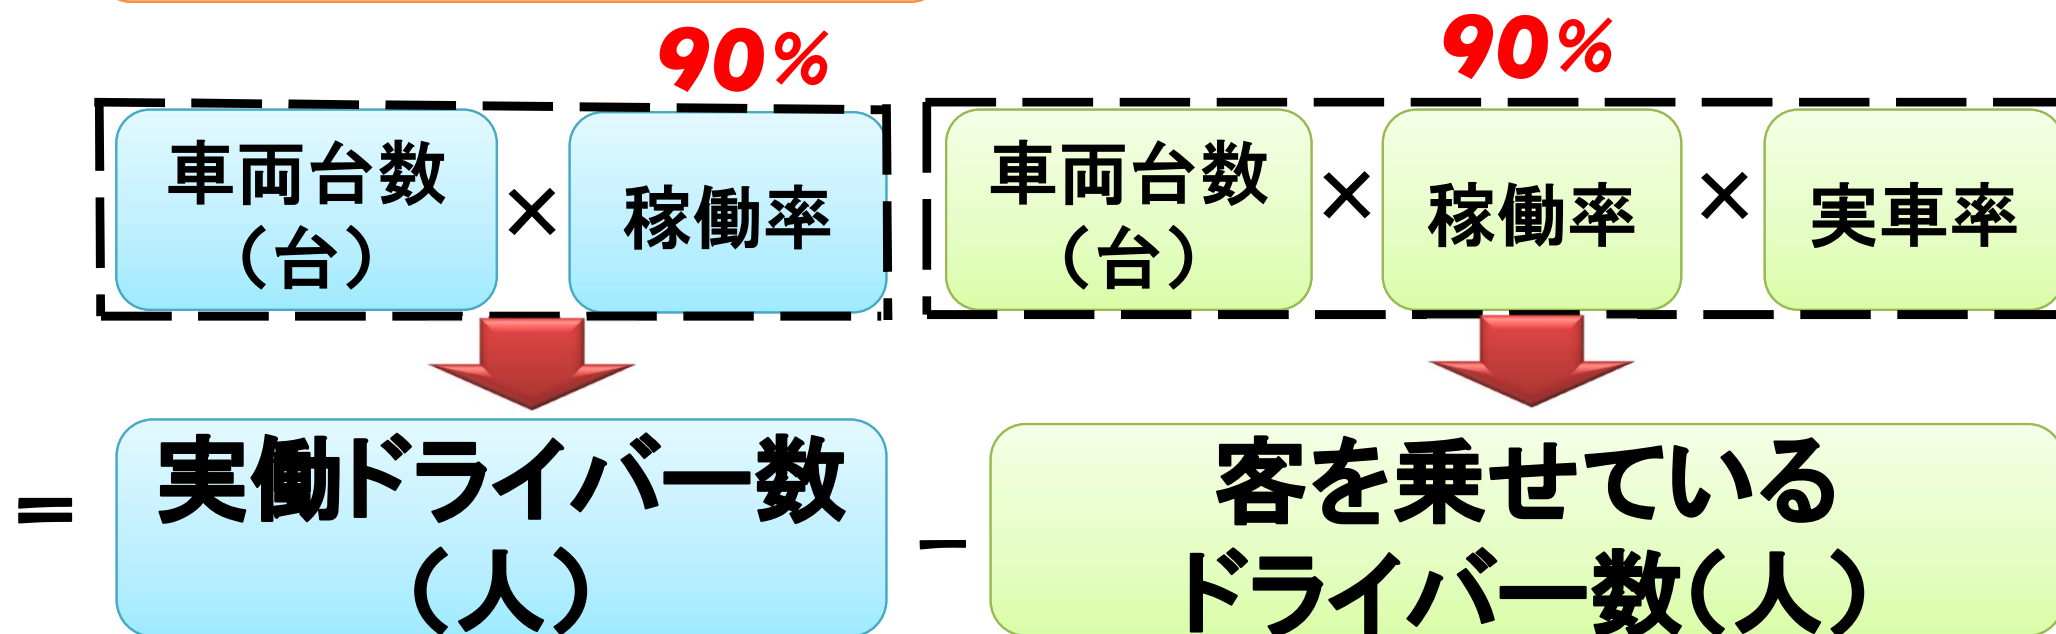 90%
90%
車両台数
（台）
×
稼働率
車両台数
（台）
×
稼働率
×
実車率
＝
実働ドライバー数
（人）
－
客を乗せている
ドライバー数（人）